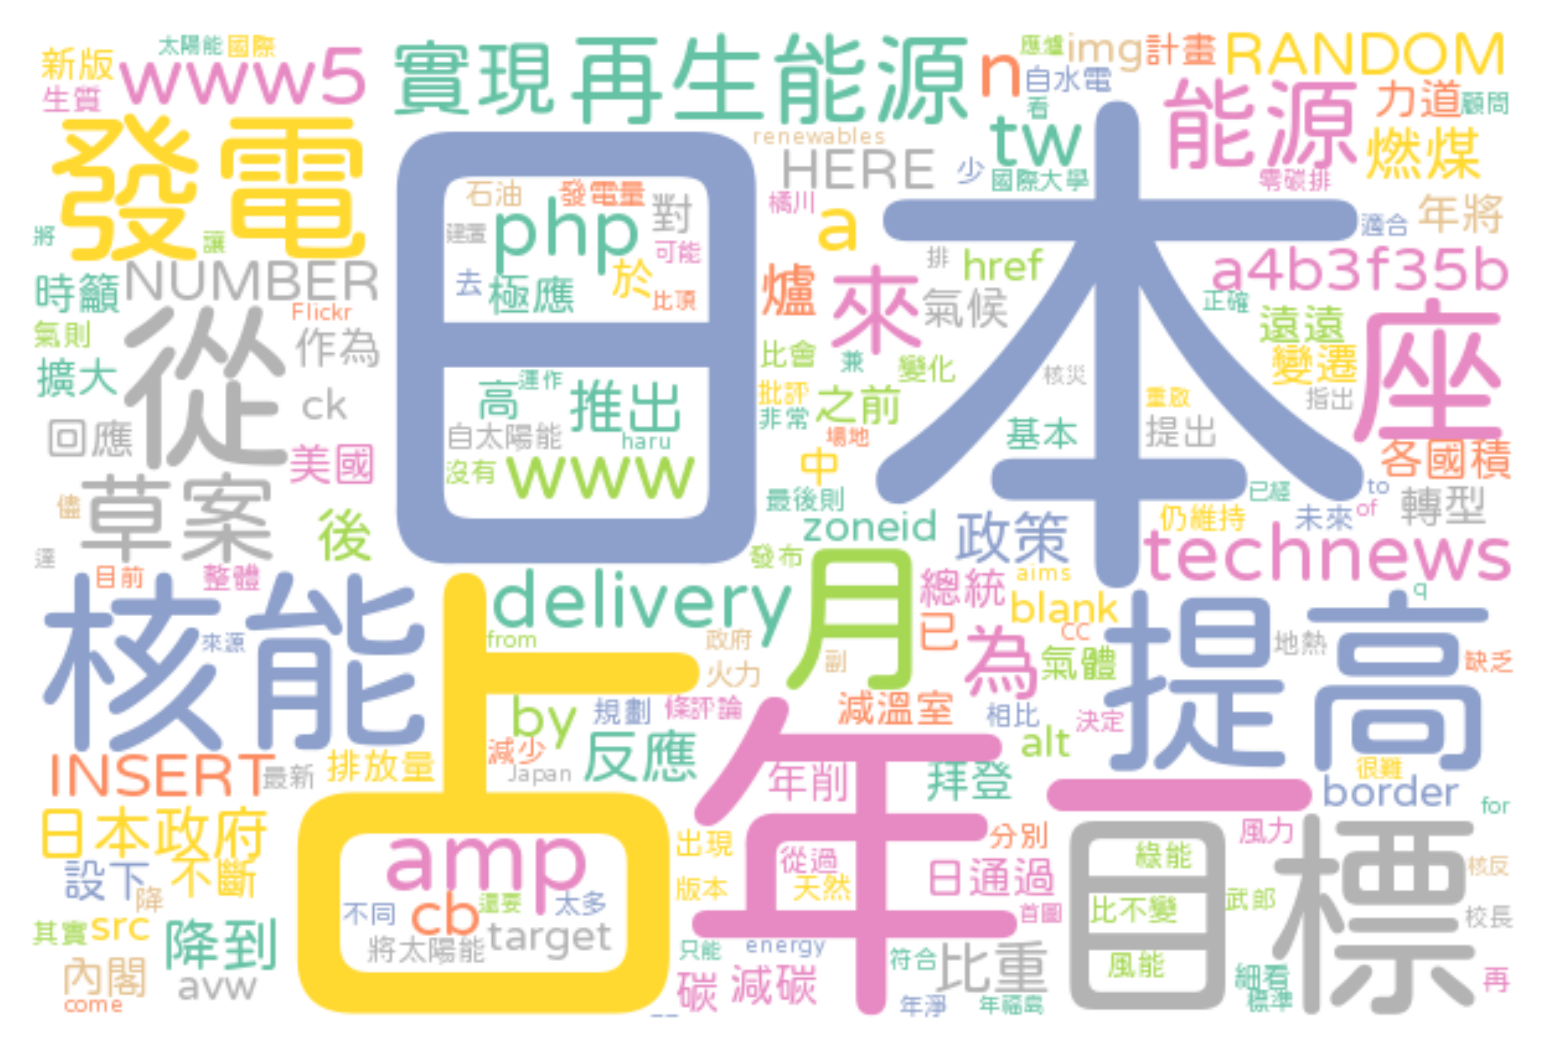 太陽能 國際
新版 www5 實現 再生能源 n 應爐 img 計畫 RANDOM
生質 自水電 能源 力道 顧問
發電 renewables 看 tw 燃煤
HERE 少 國際大學 零碳排
日本 石油 發電量 橘川 a 適合 年將
將 讓 建置 php 對 可能 排 href a4b3f35b
時籲 NUMBER 去 極應 於 比頂 爐 來 氣候 正確
Flickr 遠遠 座
氣則 從 作為 比會 兼 變化 核災 變遷
擴大 ck 高 運作 推出 批評 之前 重啟 指出
回應 自太陽能 haru 非常 場地 基本 提出
美國 沒有 www 中 各國積
儘 草案 後 最後則 已經 to 轉型
zoneid 政策 仍維持 未來 of
達 目前 整體 發布 technews
核能 占 delivery 月 總統 aims blank 提高 q
來源 from 政府 已 CC 地熱
火力 副 為 氣體 缺乏
by 規劃 條評論 減溫室 相比 決定
INSERT 最新 排放量 減少 Japan 反應 年 年削 拜登 alt 很難
一 border for
日本政府 出現 分別 風力 目標
設下 不斷 amp 從過 日通過 綠能 核反
降 不同 cb 還要 太多 版本 天然 首圖 比不變 武郎 校長
其實 src 降到 將太陽能 target 只能 energy 符合 比重 風能
內閣 avw 碳 減碳 細看 再
come __ 年淨 年福島 標準